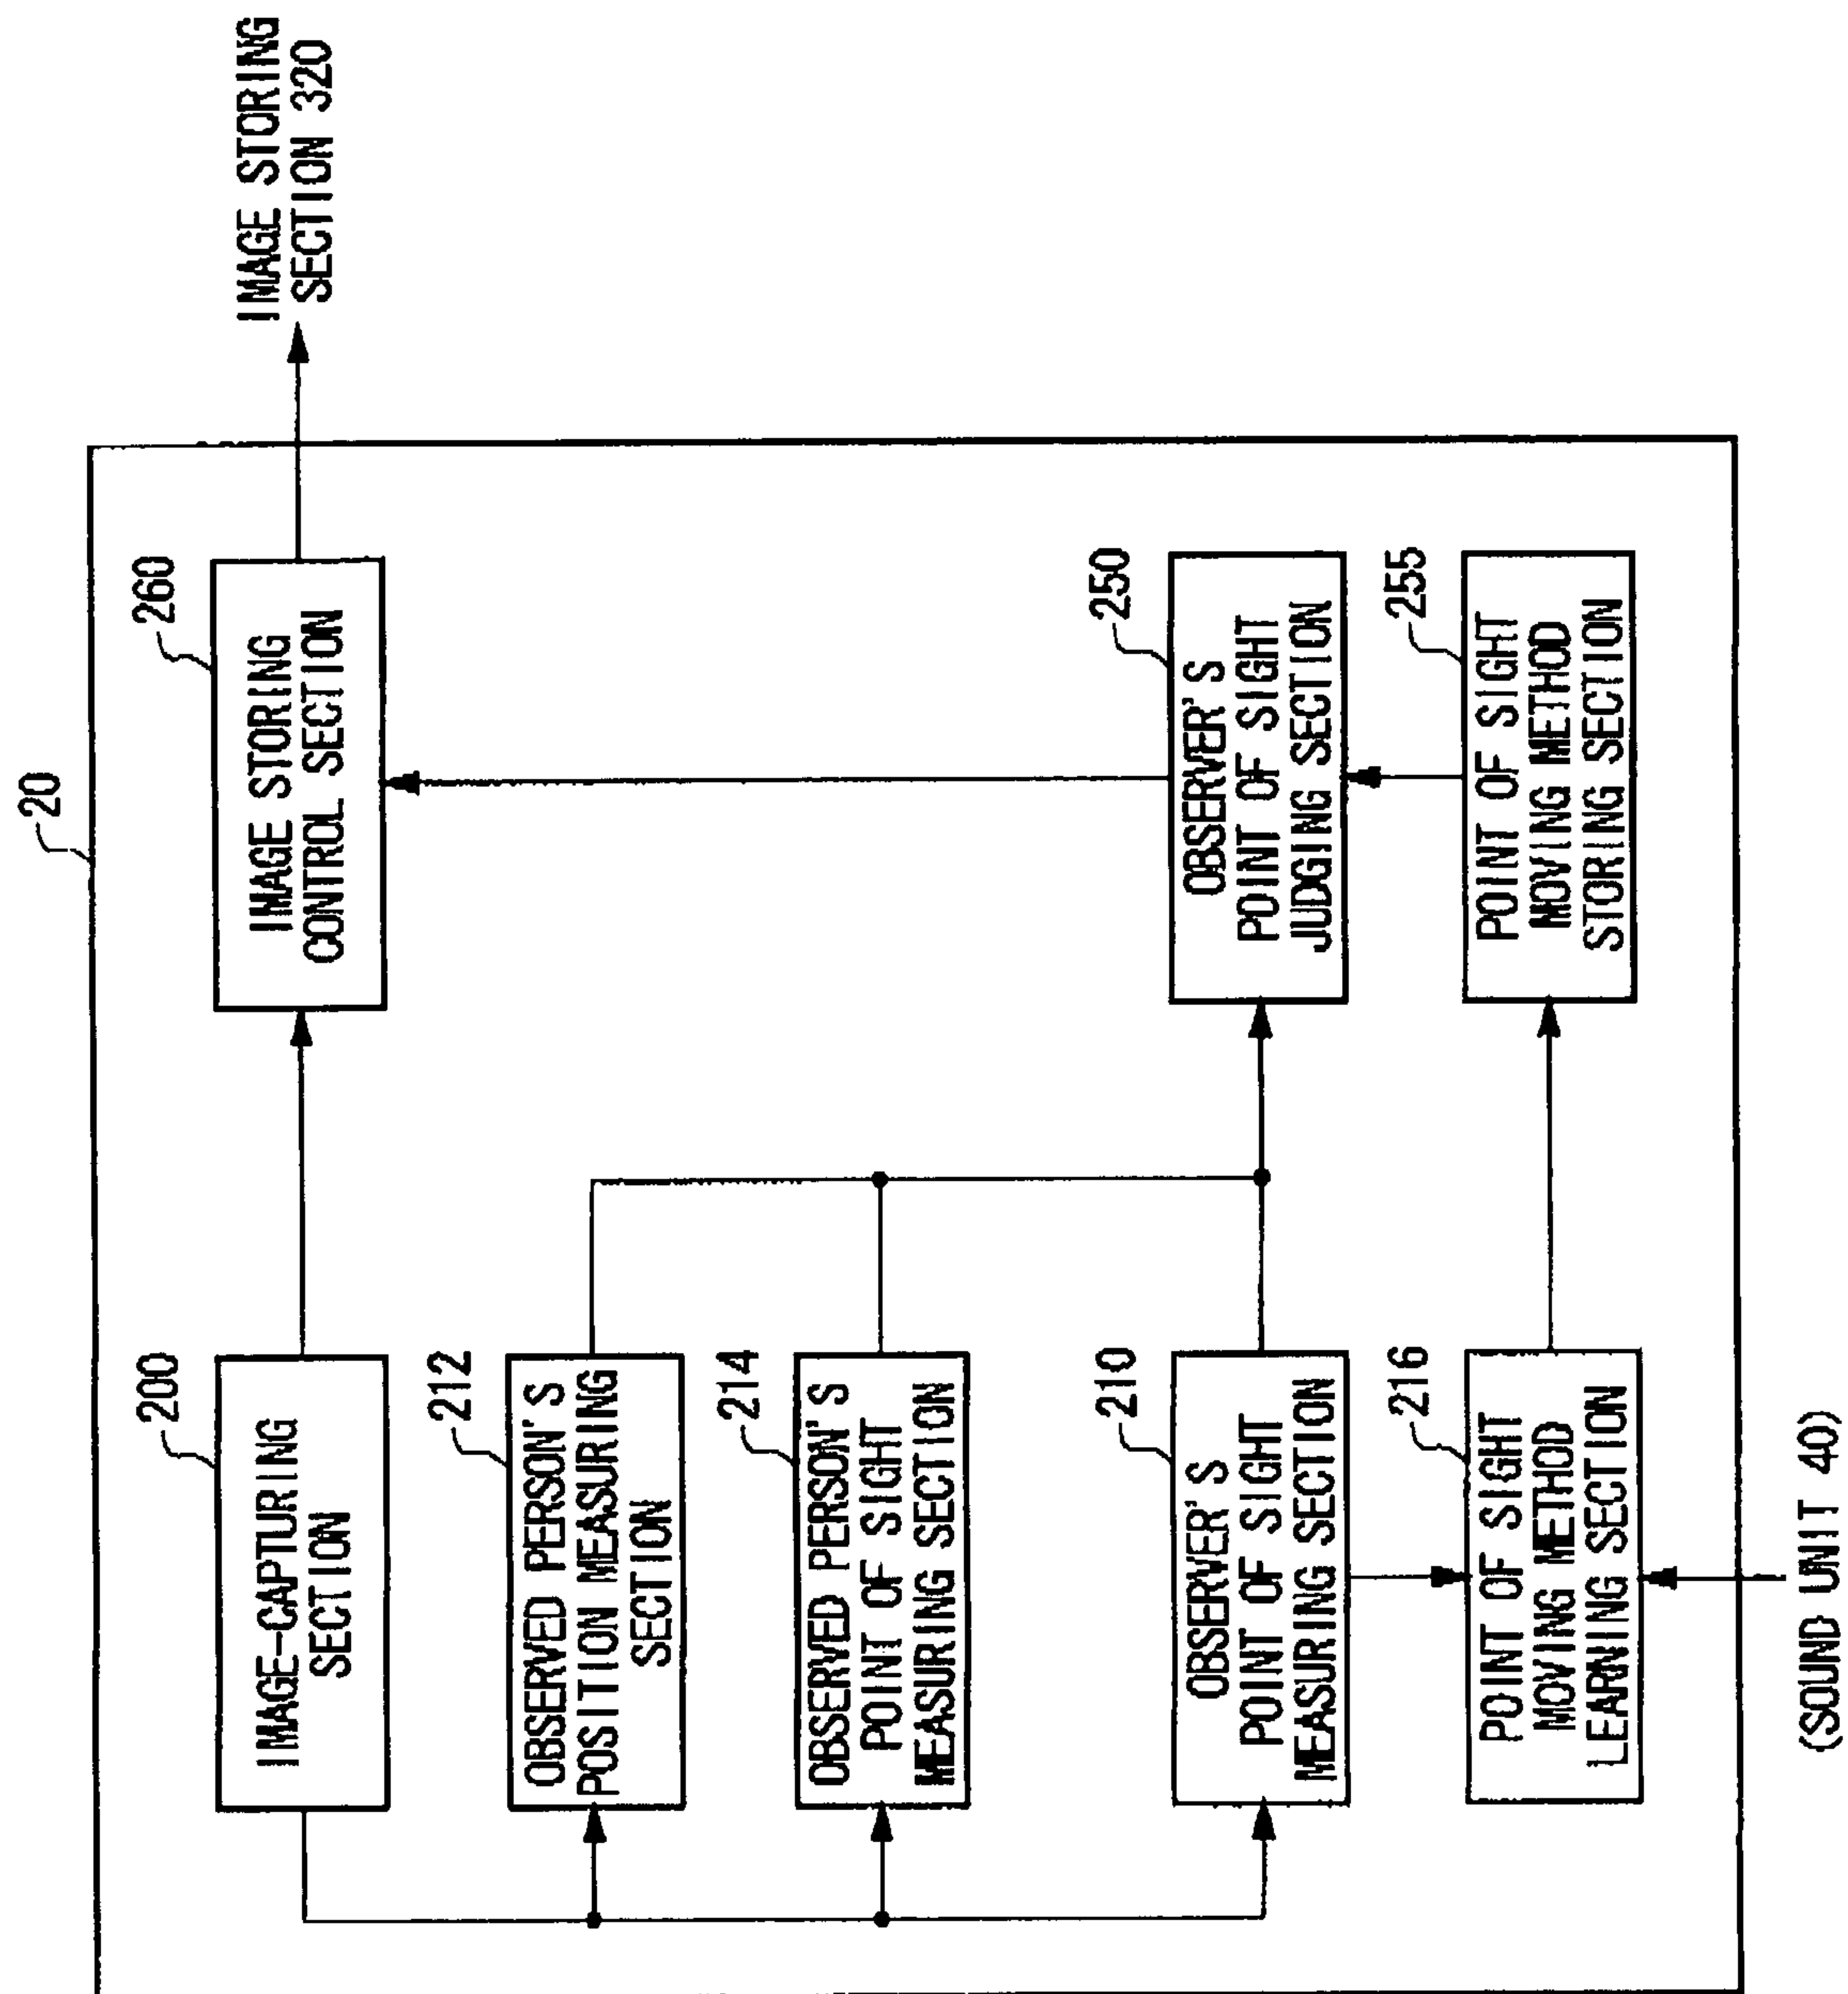 20
200
IMAGE-CAPTURING
SECTION
260
IMAGE STORING
CONTROL SECTION
IMAGE STORING
SECTION 320
212
OBSERVED PERSON'S
POSITION MEASURING
SECTION
214
OBSERVED PERSON'S
POINT OF SIGHT
MEASURING SECTION
210
OBSERVER'S
POINT OF SIGHT
MEASURING SECTION
250
OBSERVER'S
POINT OF SIGHT
JUDGING SECTION
216
POINT OF SIGHT
MOVING METHOD
LEARNING SECTION
255
POINT OF SIGHT
MOVING METHOD
STORING SECTION
(SOUND UNIT 40)